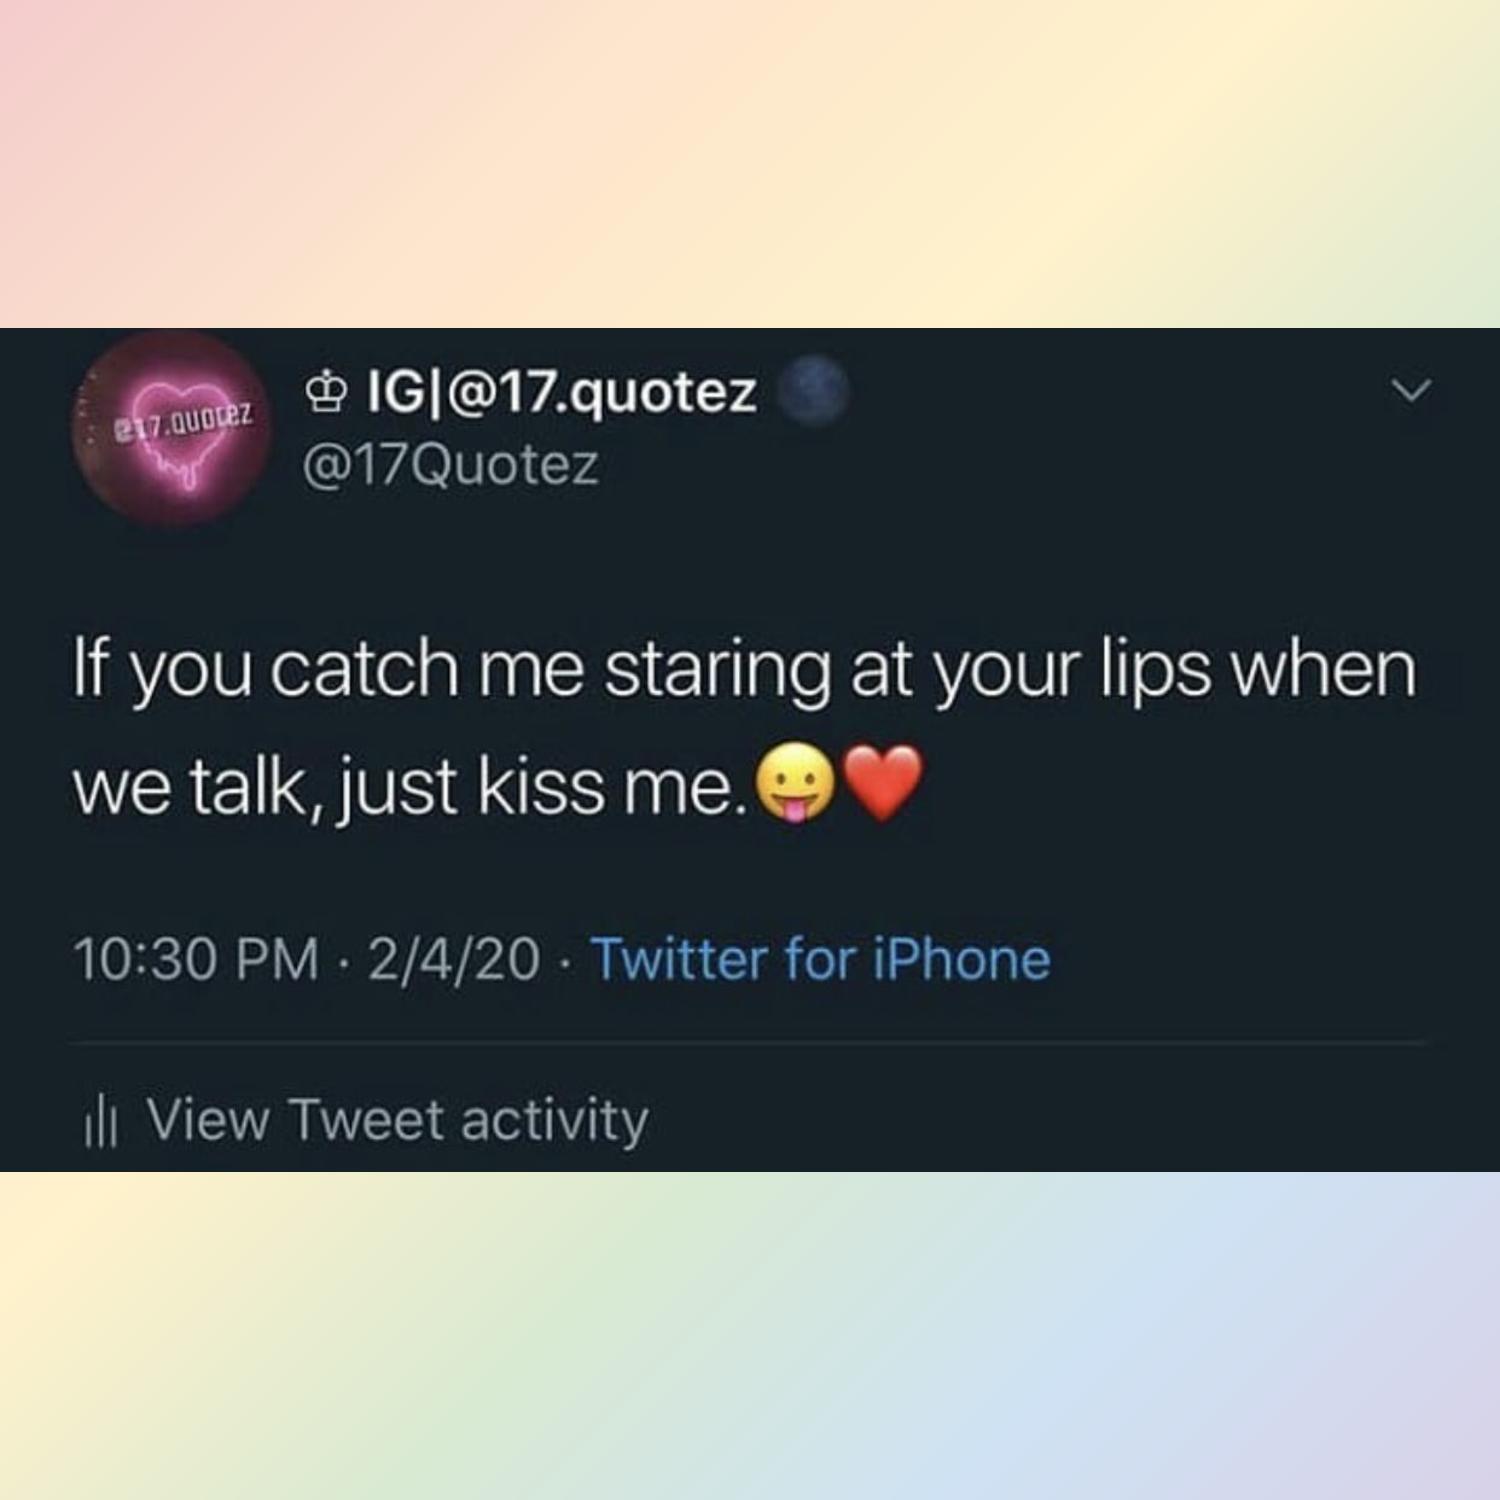 @17.quotez
♔ IG|@17.quotez 🌑
@17Quotez
If you catch me staring at your lips when
we talk, just kiss me.😛❤️
10:30 PM · 2/4/20 · Twitter for iPhone
View Tweet activity